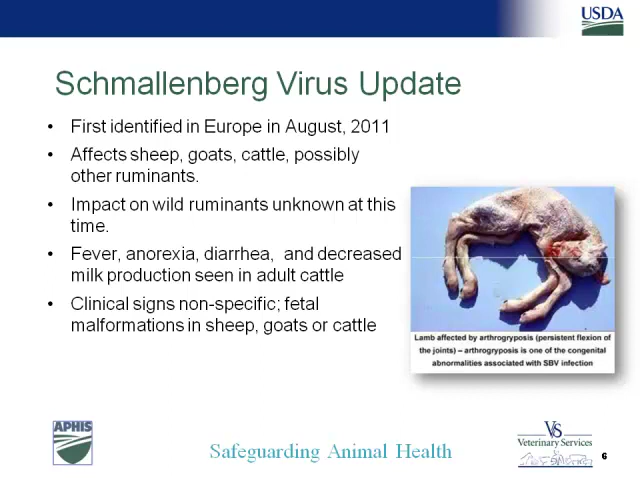 USDA
Schmallenberg Virus Update
• First identified in Europe in August, 2011
• Affects sheep, goats, cattle, possibly
other ruminants.
• Impact on wild ruminants unknown at this
time.
• Fever, anorexia, diarrhea, and decreased
milk production seen in adult cattle
• Clinical signs non-specific; fetal
malformations in sheep, goats or cattle
Lamb affected by arthrogryposis (persistent flexion of
the joints) – arthrogryposis is one of the congenital
abnormalities associated with SBV infection
APHIS
Safeguarding Animal Health
VS
Veterinary Services
6